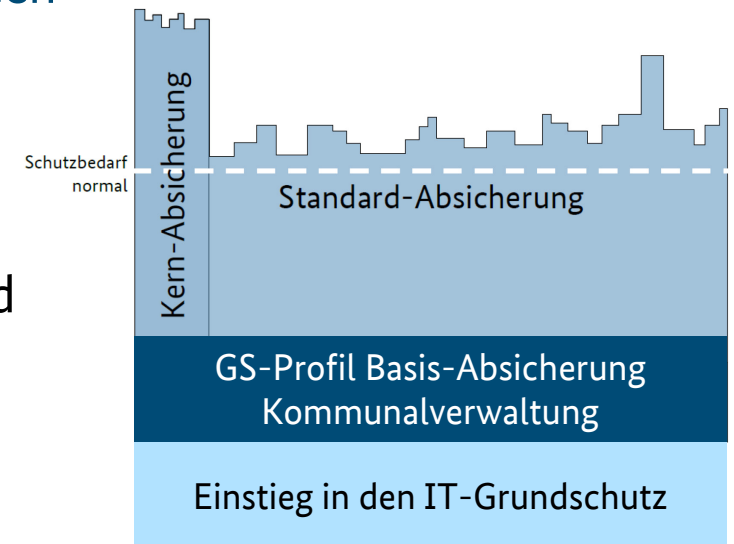 Schutzbedarf
normal
Kern-Absicherung
Standard-Absicherung
d
GS-Profil Basis-Absicherung
Kommunalverwaltung
Einstieg in den IT-Grundschutz